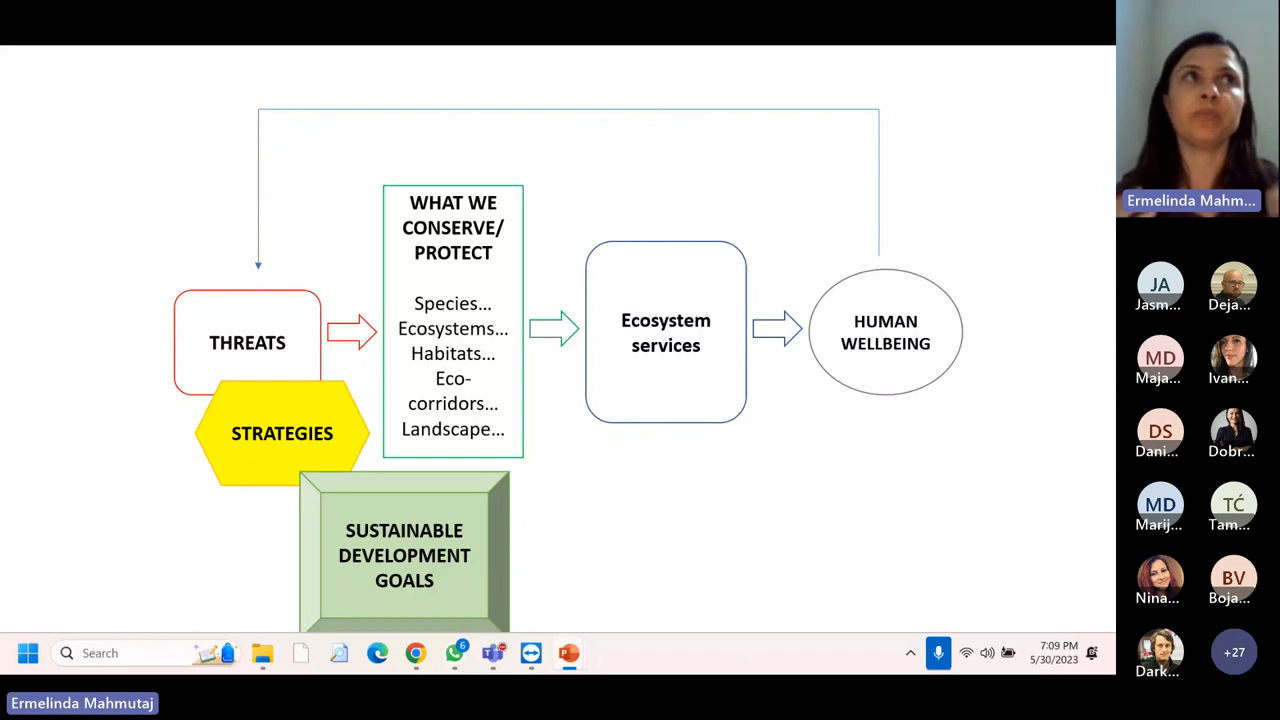 WHAT WE
CONSERVE/
PROTECT
Species...
Ecosystems...
Habitats...
Eco-
corridors...
Landscape...
THREATS
STRATEGIES
SUSTAINABLE
DEVELOPMENT
GOALS
Ecosystem
services
HUMAN
WELLBEING
Ermelinda Mahm...
JA
Jasm...
Deja...
MD
Maja...
Ivan...
DS
Dani...
Dobr...
MD
Marij...
TĆ
Tam...
Nina...
BV
Boja...
Dark...
+27
Search
6
7:09 PM
5/30/2023
Ermelinda Mahmutaj